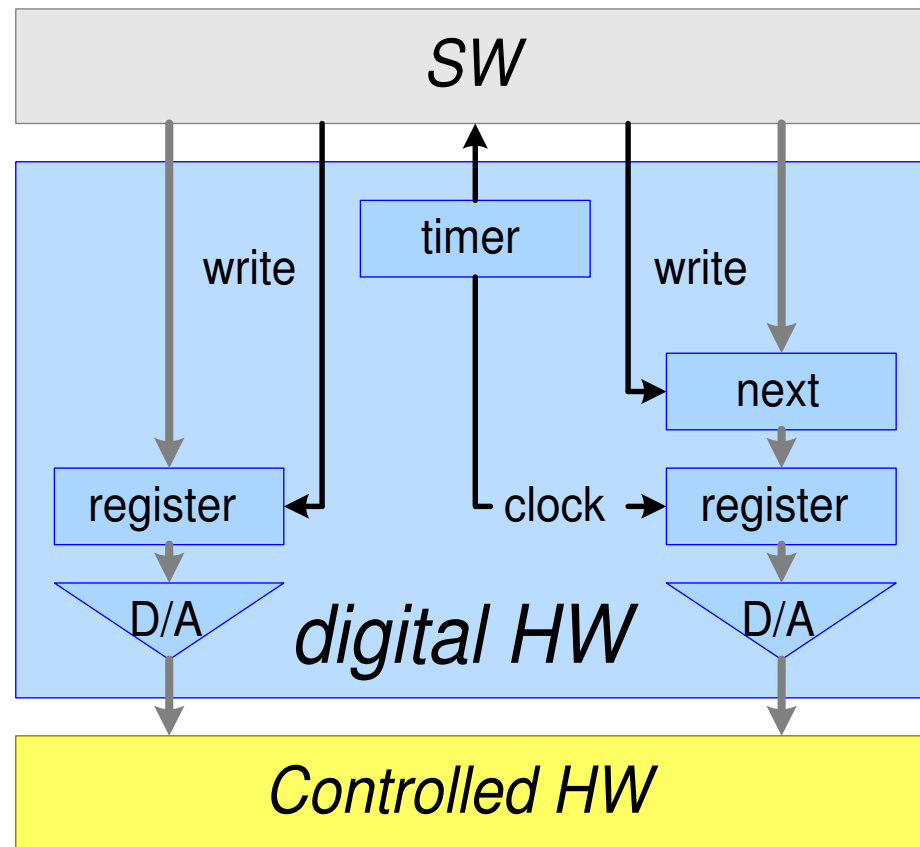 SW
timer
write
write
next
register
clock
register
D/A
D/A
digital HW
Controlled HW